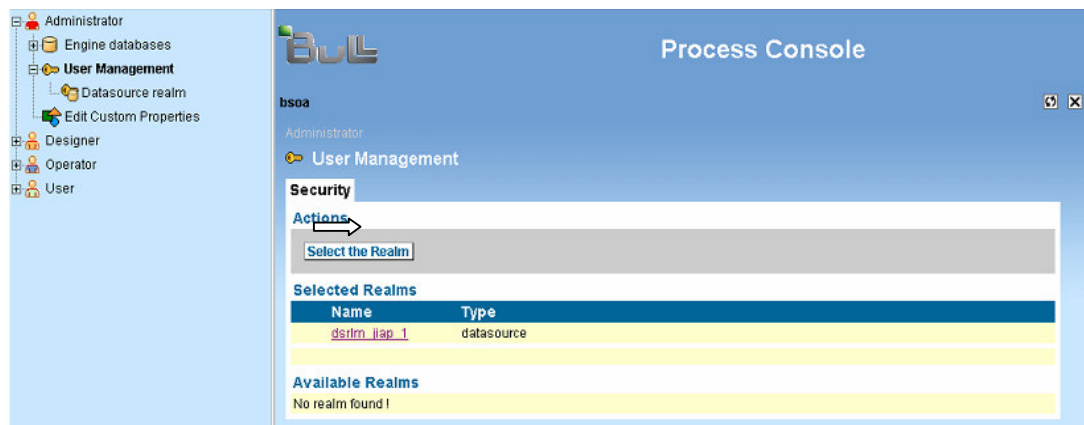 Administrator
Engine databases
User Management
Datasource realm
Edit Custom Properties
Designer
Operator
User
Bull
Process Console
bsoa
Administrator
User Management
Security
Actions
Select the Realm
Selected Realms
Name Type
dsrlm_jiap_1 datasource
Available Realms
No realm found !